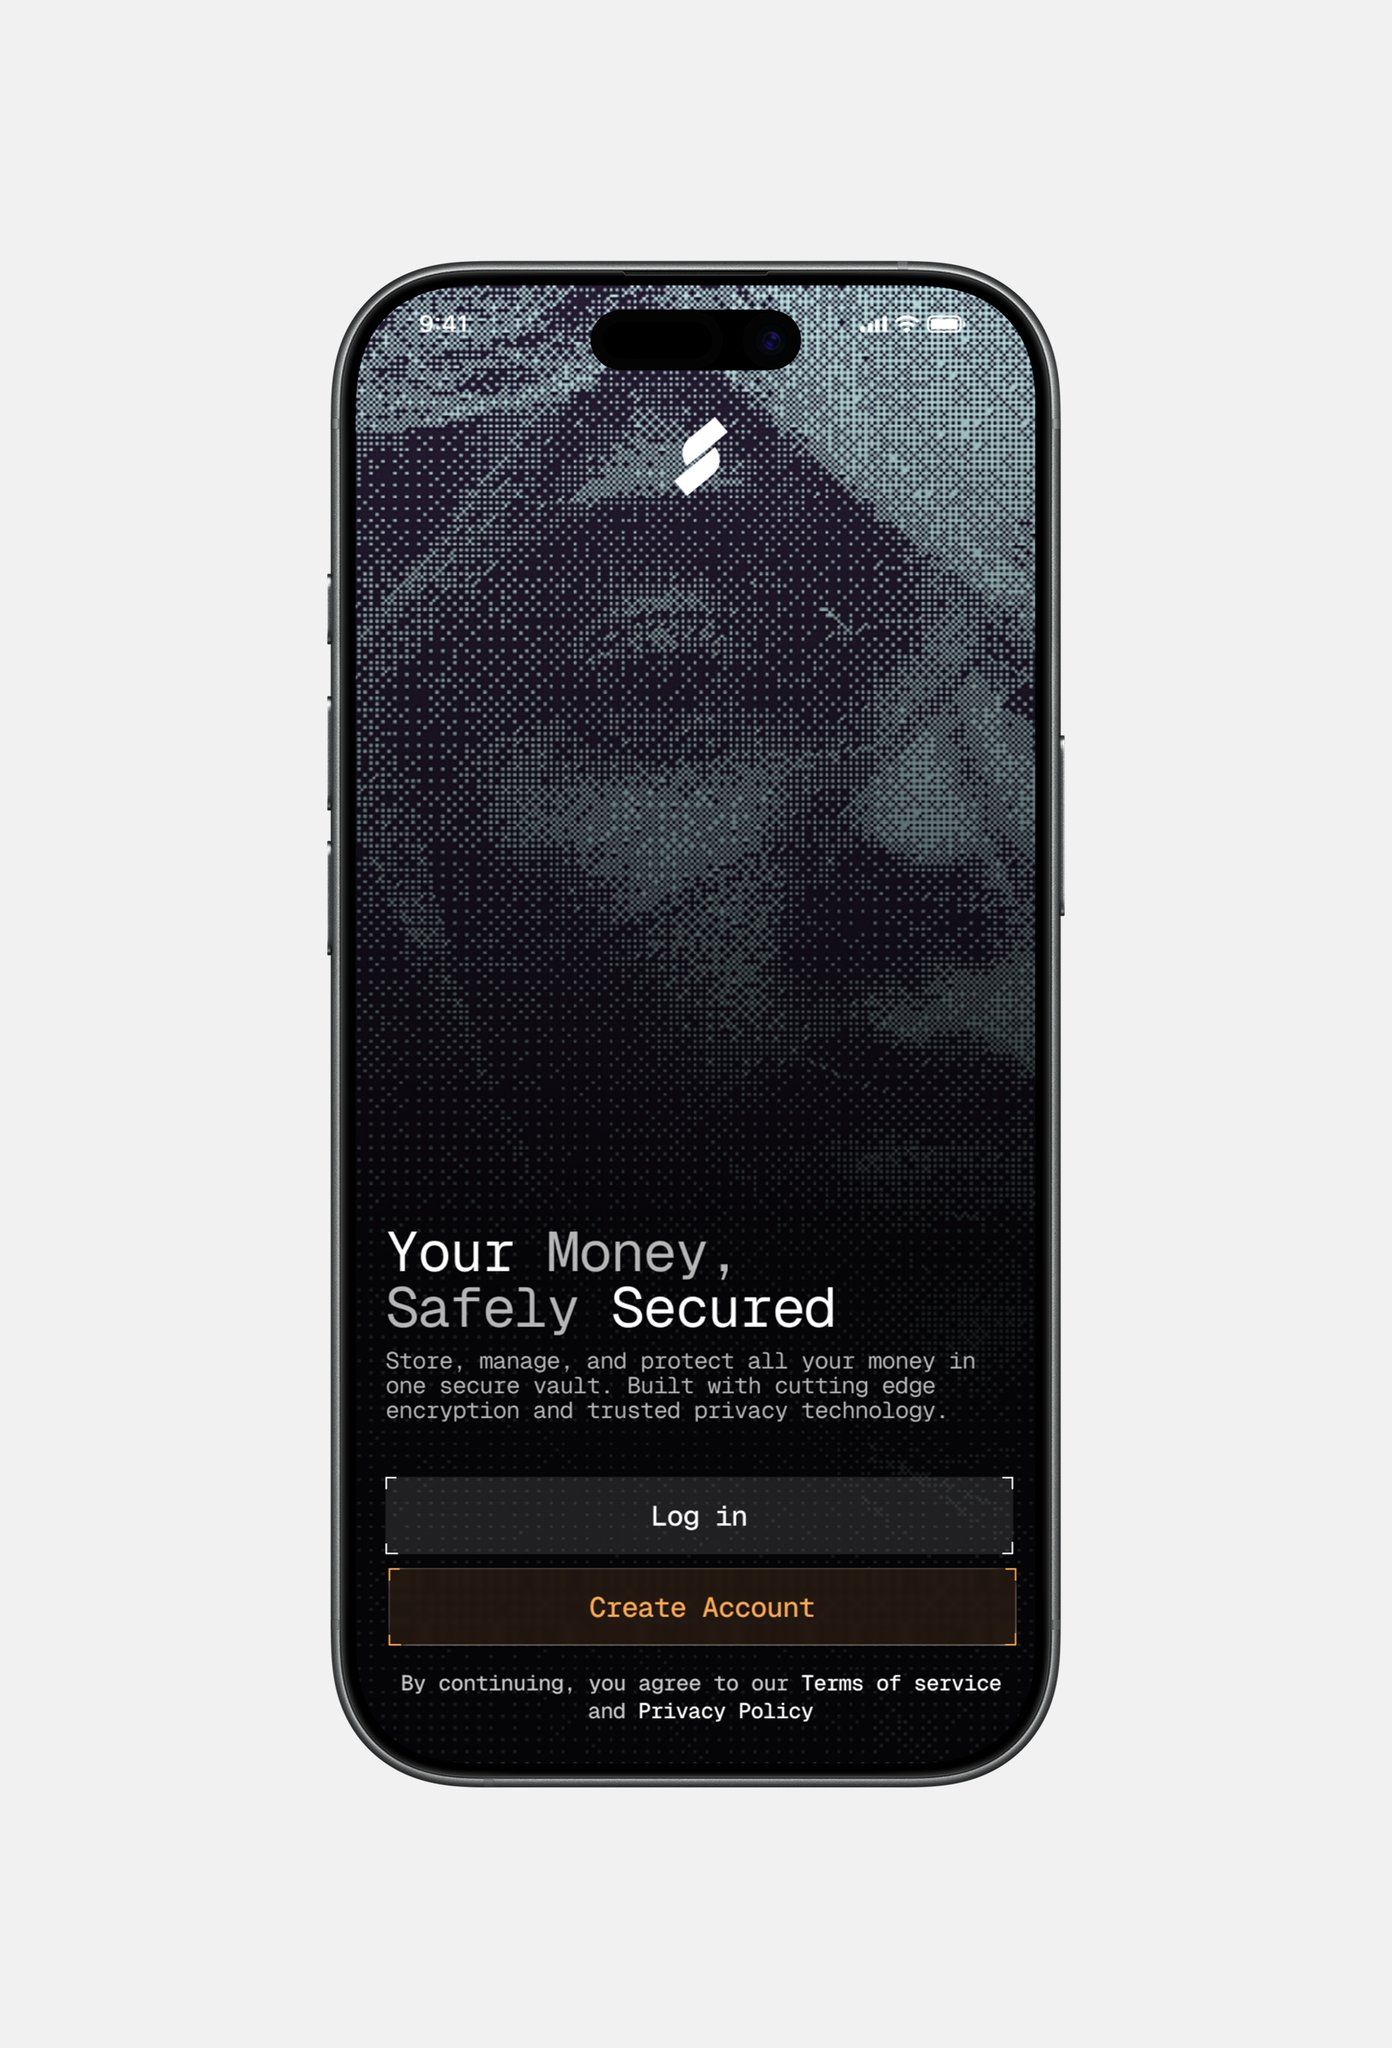 9:41
Your Money,
Safely Secured
Store, manage, and protect all your money in
one secure vault. Built with cutting edge
encryption and trusted privacy technology.
Log in
Create Account
By continuing, you agree to our Terms of service
and Privacy Policy